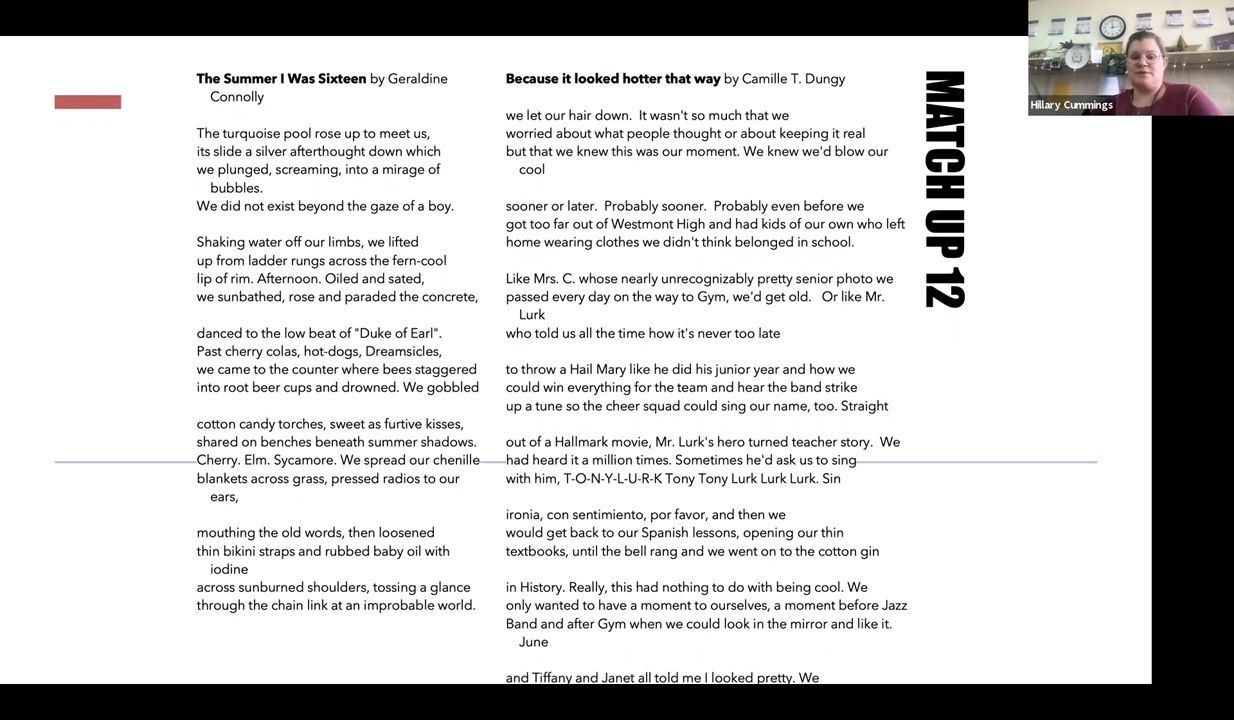 The Summer I Was Sixteen by Geraldine
Connolly
The turquoise pool rose up to meet us,
its slide a silver afterthought down which
we plunged, screaming, into a mirage of
bubbles.
We did not exist beyond the gaze of a boy.
Shaking water off our limbs, we lifted
up from ladder rungs across the fern-cool
lip of rim. Afternoon. Oiled and sated,
we sunbathed, rose and paraded the concrete,
danced to the low beat of "Duke of Earl".
Past cherry colas, hot-dogs, Dreamsicles,
we came to the counter where bees staggered
into root beer cups and drowned. We gobbled
cotton candy torches, sweet as furtive kisses,
shared on benches beneath summer shadows.
Cherry. Elm. Sycamore. We spread our chenille
blankets across grass, pressed radios to our
ears,
mouthing the old words, then loosened
thin bikini straps and rubbed baby oil with
iodine
across sunburned shoulders, tossing a glance
through the chain link at an improbable world.
Because it looked hotter that way by Camille T. Dungy
we let our hair down.  It wasn't so much that we
worried about what people thought or about keeping it real
but that we knew this was our moment. We knew we'd blow our
cool
sooner or later.  Probably sooner.  Probably even before we
got too far out of Westmont High and had kids of our own who left
home wearing clothes we didn't think belonged in school.
Like Mrs. C. whose nearly unrecognizably pretty senior photo we
passed every day on the way to Gym, we'd get old.   Or like Mr.
Lurk
who told us all the time how it's never too late
to throw a Hail Mary like he did his junior year and how we
could win everything for the team and hear the band strike
up a tune so the cheer squad could sing our name, too. Straight
out of a Hallmark movie, Mr. Lurk's hero turned teacher story.  We
had heard it a million times. Sometimes he'd ask us to sing
with him, T-O-N-Y-L-U-R-K Tony Tony Lurk Lurk Lurk. Sin
ironia, con sentimiento, por favor, and then we
would get back to our Spanish lessons, opening our thin
textbooks, until the bell rang and we went on to the cotton gin
in History. Really, this had nothing to do with being cool. We
only wanted to have a moment to ourselves, a moment before Jazz
Band and after Gym when we could look in the mirror and like it.
June
and Tiffany and Janet all told me I looked pretty. We
MATCH UP 12
Hillary Cummings